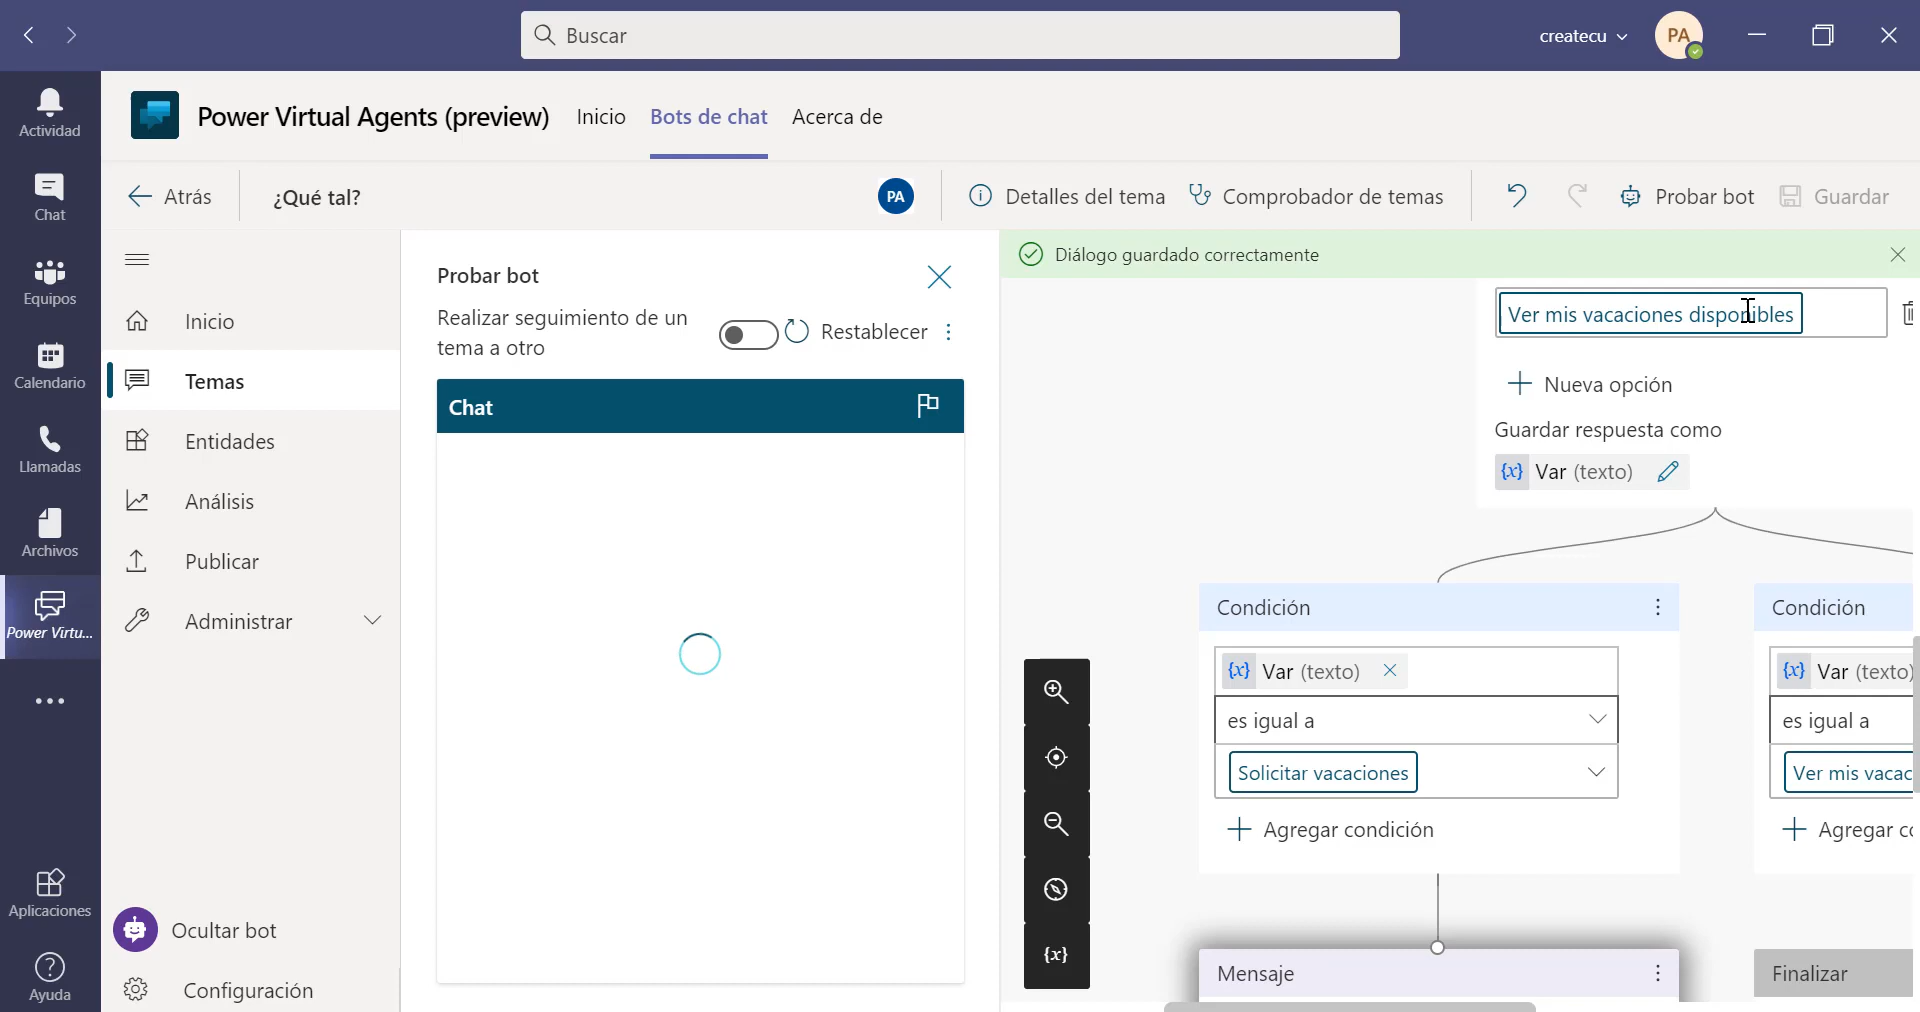 Buscar
createcu
PA
Actividad
Chat
Equipos
Calendario
Llamadas
Archivos
Power Virtu...
Aplicaciones
Ayuda
Power Virtual Agents (preview)
Inicio
Bots de chat
Acerca de
Atrás
¿Qué tal?
PA
Detalles del tema
Comprobador de temas
Probar bot
Guardar
Inicio
Temas
Entidades
Análisis
Publicar
Administrar
Ocultar bot
Configuración
Probar bot
Realizar seguimiento de un
tema a otro
Restablecer
Chat
Diálogo guardado correctamente
Ver mis vacaciones disponibles
Nueva opción
Guardar respuesta como
{x} Var (texto)
Condición
{x} Var (texto)
es igual a
Solicitar vacaciones
Agregar condición
Mensaje
Condición
{x} Var (texto)
es igual a
Ver mis vacac
Agregar co
Finalizar
{x}